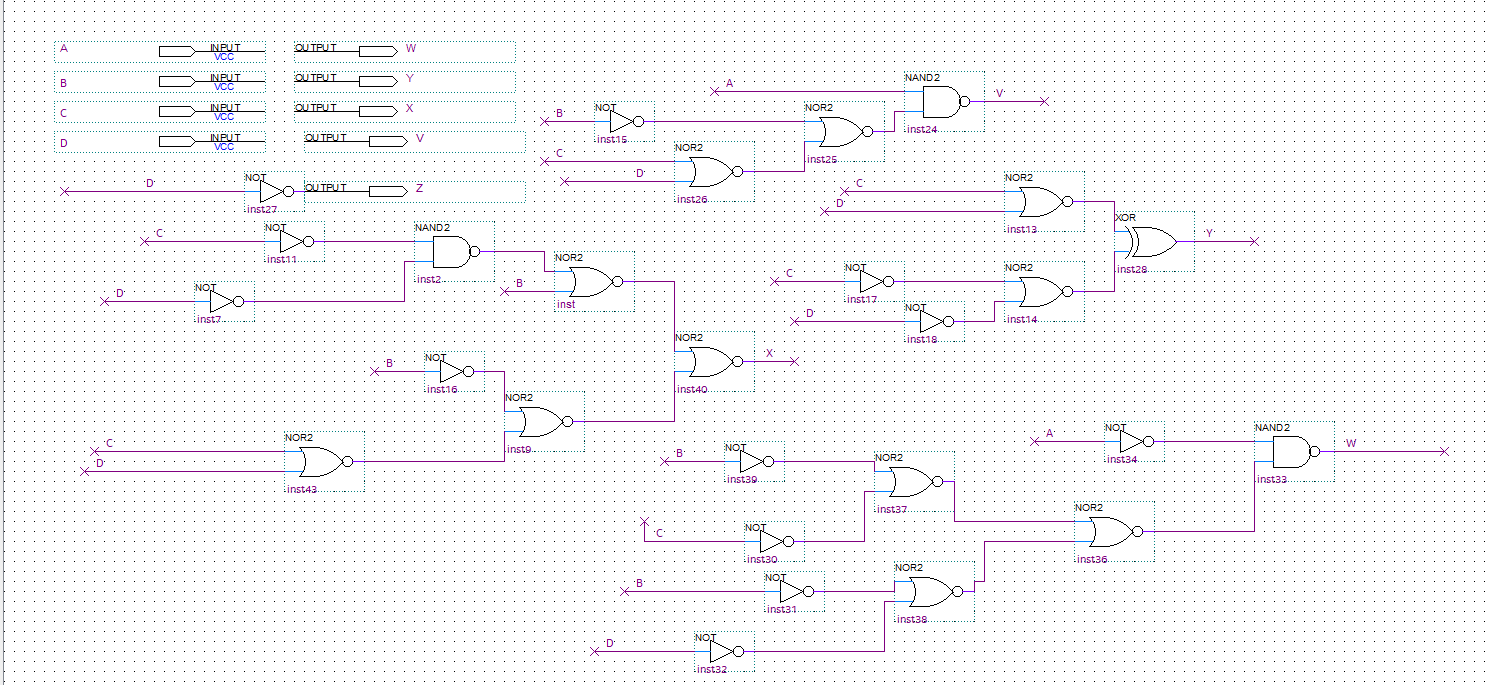 A INPUT VCC OUTPUT W
B INPUT VCC OUTPUT Y
C INPUT VCC OUTPUT X
D INPUT VCC OUTPUT V
D NOT inst27 OUTPUT Z
A NAND2 inst24 V
B NOT inst15 NOR2 inst25
C D NOR2 inst26
C D NOR2 inst13
XOR inst28 Y
C NOT inst17 NOR2 inst14
D NOT inst18
C NOT inst11 NAND2 inst2
D NOT inst7
B NOR2 inst
NOR2 inst40 X
B NOT inst16 NOR2 inst9
C D NOR2 inst43
A NOT inst34 NAND2 inst33 W
B NOT inst39 NOR2 inst37
C NOT inst30
NOR2 inst36
B NOT inst31 NOR2 inst38
D NOT inst32